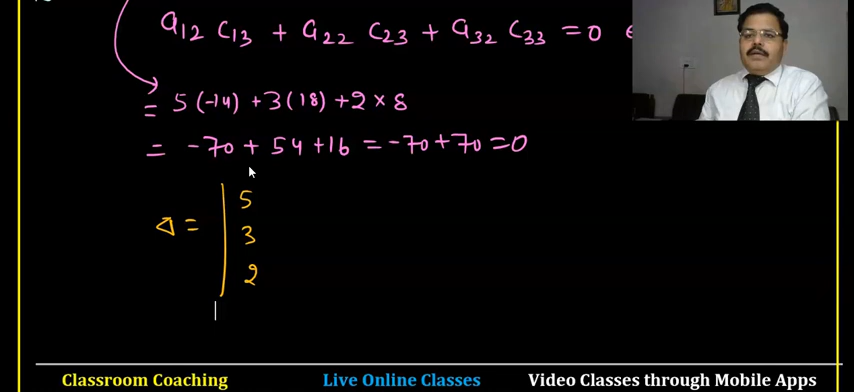 a₁₂ c₁₃ + a₂₂ c₂₃ + a₃₂ c₃₃ = 0
= 5 (-14) + 3 (18) + 2 × 8
= -70 + 54 + 16 = -70 + 70 = 0
5
Δ = 3
2
Classroom Coaching Live Online Classes Video Classes through Mobile Apps